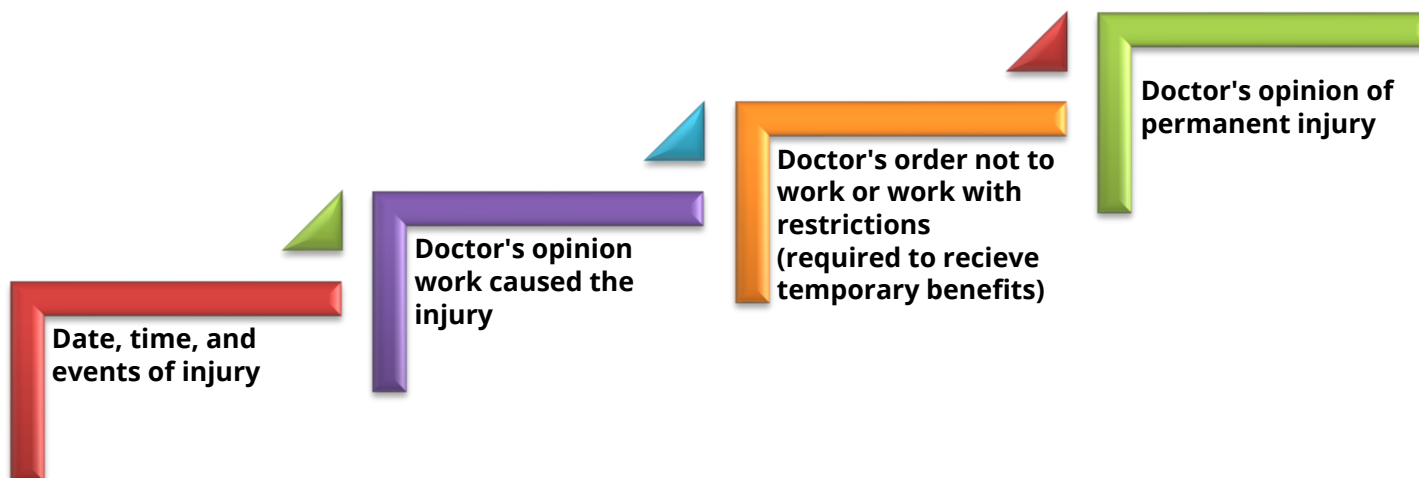 Date, time, and
events of injury
Doctor's opinion
work caused the
injury
Doctor's order not to
work or work with
restrictions
(required to recieve
temporary benefits)
Doctor's opinion of
permanent injury